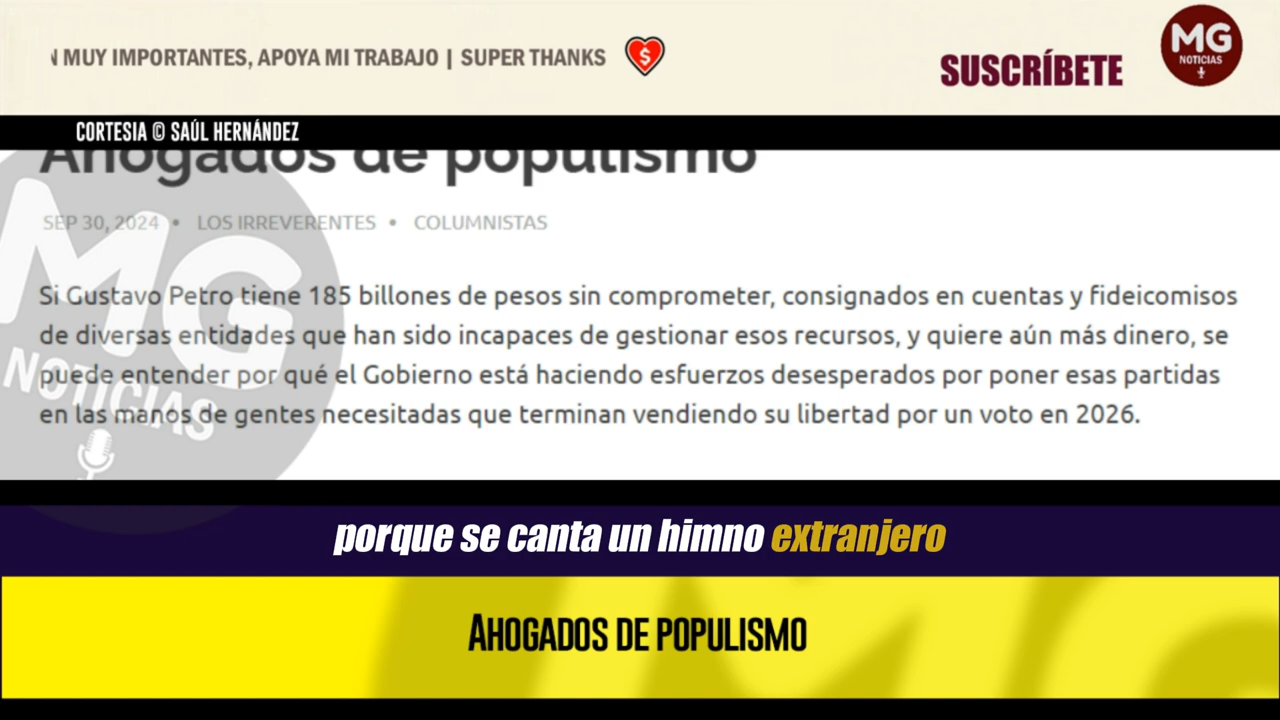 N MUY IMPORTANTES, APOYA MI TRABAJO | SUPER THANKS
SUSCRÍBETE
MG
NOTICIAS
CORTESIA © SAÚL HERNÁNDEZ
Ahogados de populismo
SEP 30, 2024 • LOS IRREVERENTES • COLUMNISTAS
Si Gustavo Petro tiene 185 billones de pesos sin comprometer, consignados en cuentas y fideicomisos
de diversas entidades que han sido incapaces de gestionar esos recursos, y quiere aún más dinero, se
puede entender por qué el Gobierno está haciendo esfuerzos desesperados por poner esas partidas
en las manos de gentes necesitadas que terminan vendiendo su libertad por un voto en 2026.
MG
NOTICIAS
porque se canta un himno extranjero
AHOGADOS DE POPULISMO